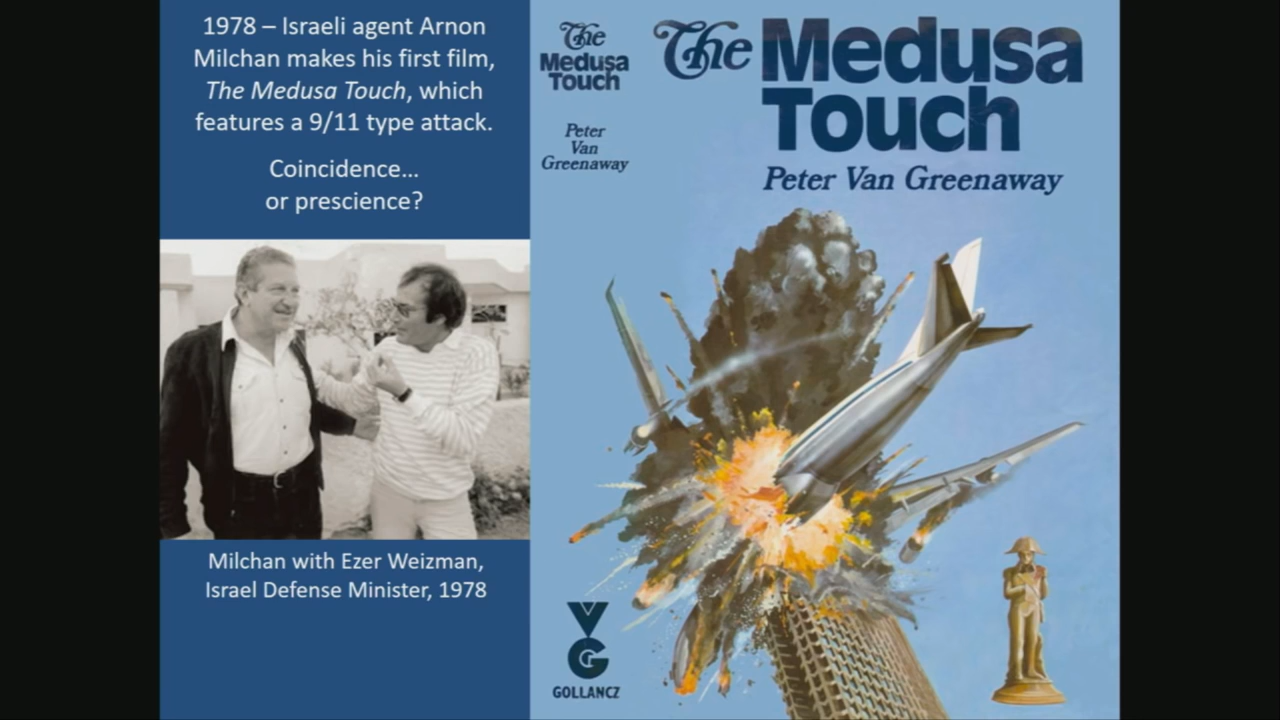 1978 – Israeli agent Arnon
Milchan makes his first film,
The Medusa Touch, which
features a 9/11 type attack.
Coincidence…
or prescience?
Milchan with Ezer Weizman,
Israel Defense Minister, 1978
The
Medusa
Touch
Peter
Van
Greenaway
VG
GOLLANCZ
The Medusa
Touch
Peter Van Greenaway